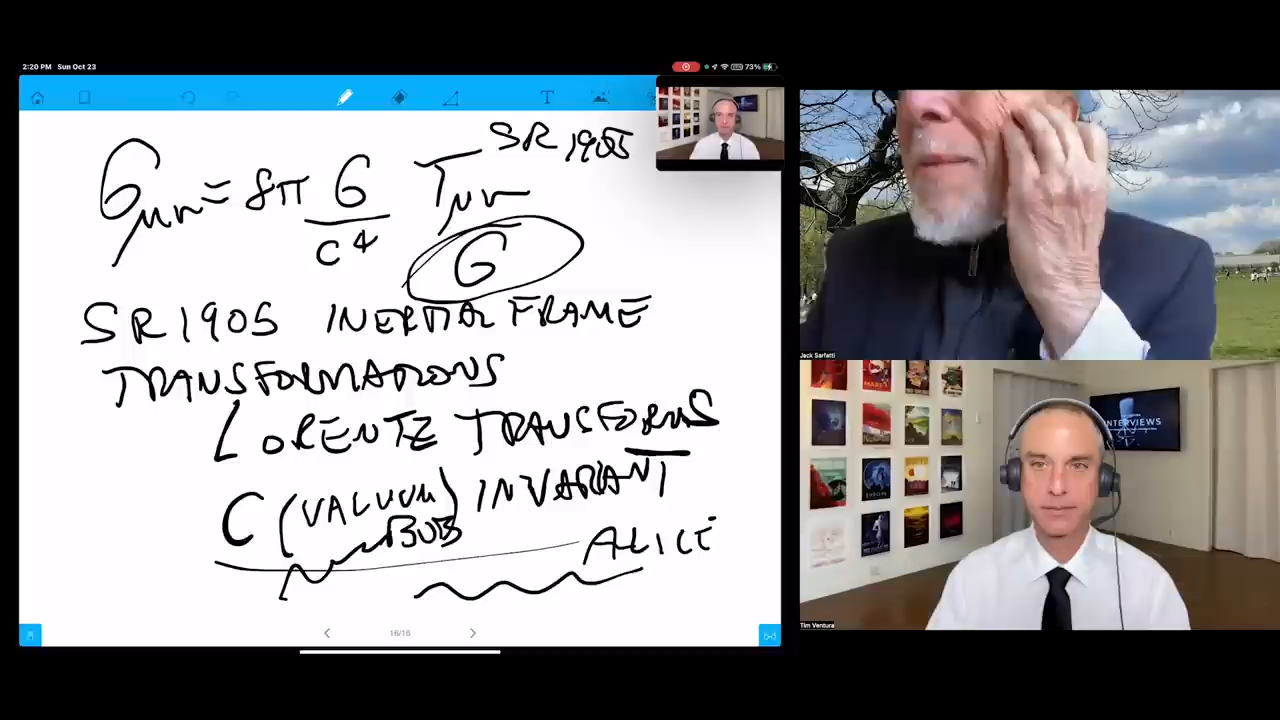 2:20 PM Sun Oct 23
73%
SR 1905
Gμν = 8π G/c⁴ Tμν
G
SR 1905 INERTIAL FRAME
TRANSFORMATIONS
LORENTZ TRANSFORMS
C (VACUUM) INVARIANT
BOB
ALICE
16/16
T
Jack Sarfatti
INTERVIEWS
Tim Ventura